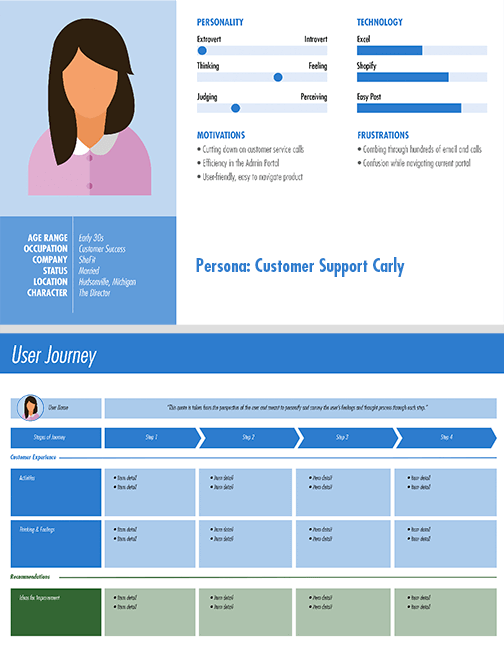 PERSONALITY
Extrovert Introvert
Thinking Feeling
Judging Perceiving
TECHNOLOGY
Excel
Shopify
Easy Post
MOTIVATIONS
• Cutting down on customer service calls
• Efficiency in the Admin Portal
• User-friendly, easy to navigate product
FRUSTRATIONS
• Combing through hundreds of email and calls
• Confusion while navigating current portal
AGE RANGE Early 30s
OCCUPATION Customer Success
COMPANY SheFit
STATUS Married
LOCATION Hudsonville, Michigan
CHARACTER The Director
Persona: Customer Support Carly
User Journey
User Name
"This quote is taken from the perspective of the user and meant to personify and convey the user's feelings and thought process through each step."
Stages of Journey Step 1 Step 2 Step 3 Step 4
Customer Experience
Activities
• Item detail • Item detail • Item detail • Item detail
• Item detail • Item detail • Item detail • Item detail
Thinking & Feelings
• Item detail • Item detail • Item detail • Item detail
• Item detail • Item detail • Item detail • Item detail
Recommendations
Ideas for Improvement
• Item detail • Item detail • Item detail • Item detail
• Item detail • Item detail • Item detail • Item detail